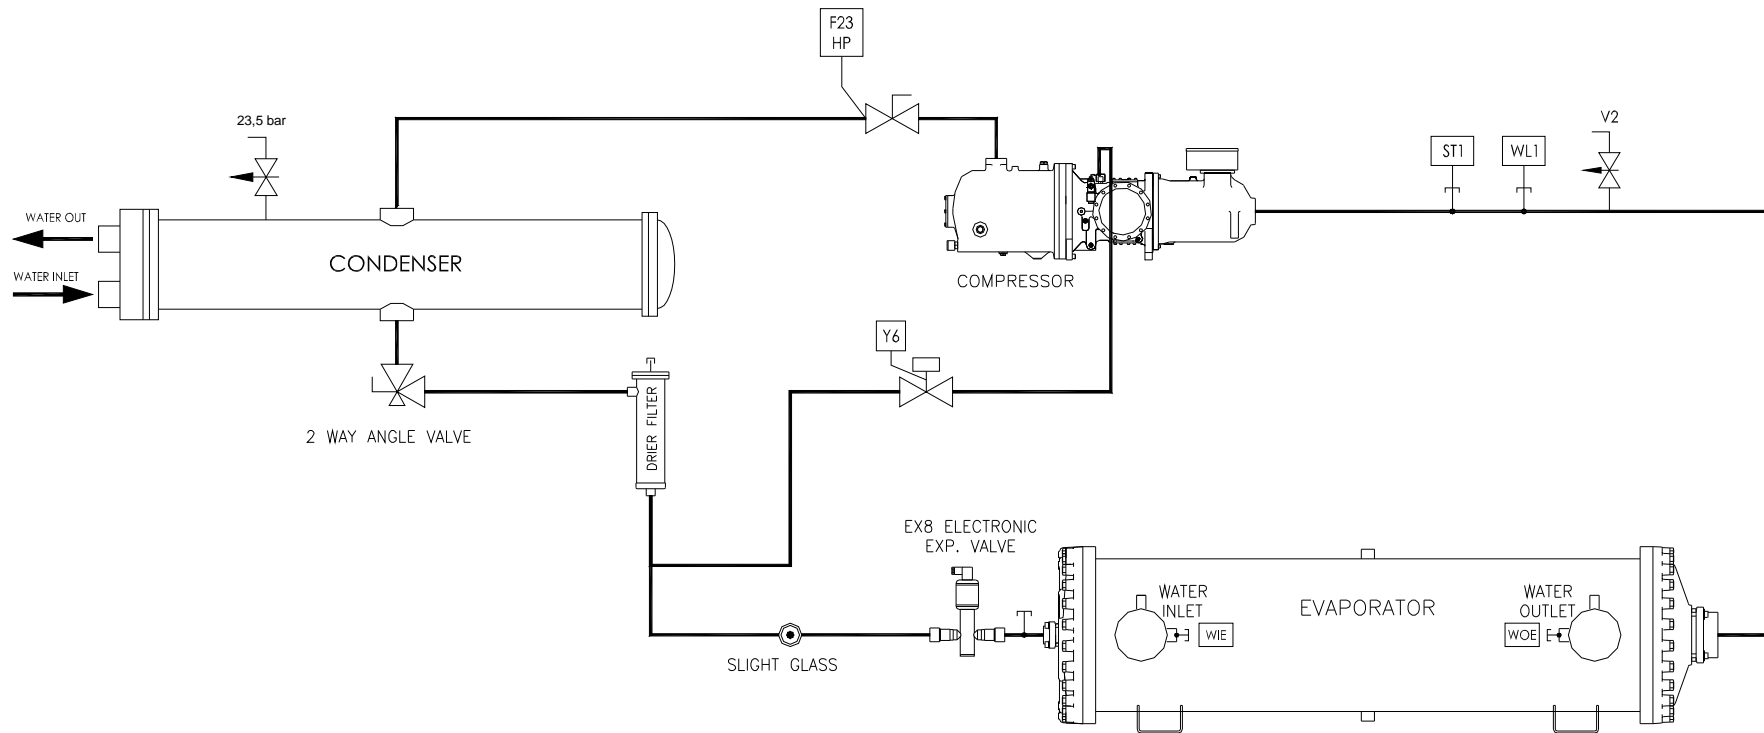 F23
HP
23,5 bar
V2
ST1
WL1
WATER OUT
CONDENSER
WATER INLET
COMPRESSOR
Y6
DRIER FILTER
2 WAY ANGLE VALVE
EX8 ELECTRONIC
EXP. VALVE
WATER
INLET
EVAPORATOR
WATER
OUTLET
WIE
WOE
SLIGHT GLASS